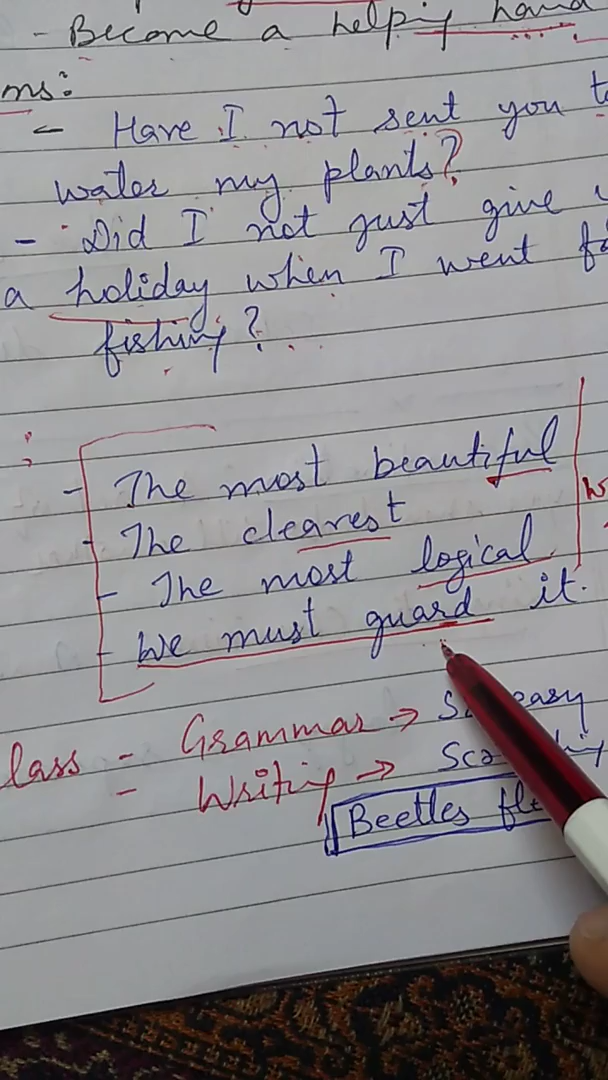 - Become a helping hand
ms:
- Have I not sent you to
water my plants?
- Did I not just give
a holiday when I went
fishing?
:
- The most beautiful
- The clearest
- The most logical
- We must guard it.
lass - Grammar → easy
- Writing →
Beetles